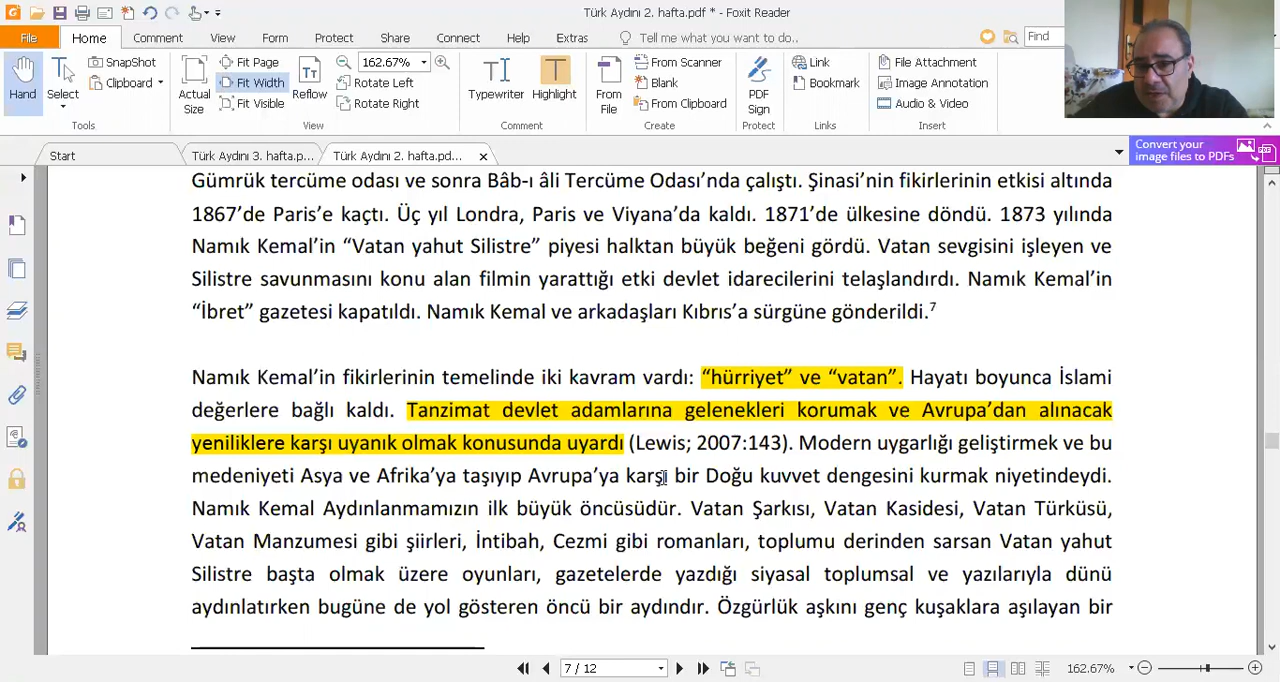 Türk Aydını 2. hafta.pdf * - Foxit Reader
File Home Comment View Form Protect Share Connect Help Extras Tell me what you want to do.. Find
Hand
Select
SnapShot
Clipboard
Tools
Actual Size
Fit Page
Fit Width
Fit Visible
Reflow
162.67%
Rotate Left
Rotate Right
View
Typewriter
Highlight
Comment
From File
From Scanner
Blank
From Clipboard
Create
PDF Sign
Protect
Link
Bookmark
Links
File Attachment
Image Annotation
Audio & Video
Insert
Start
Türk Aydını 3. hafta.p...
Türk Aydını 2. hafta.pd...
Convert your
image files to PDFs
PDF
Gümrük tercüme odası ve sonra Bâb-ı âli Tercüme Odası’nda çalıştı. Şinasi’nin fikirlerinin etkisi altında
1867’de Paris’e kaçtı. Üç yıl Londra, Paris ve Viyana’da kaldı. 1871’de ülkesine döndü. 1873 yılında
Namık Kemal’in “Vatan yahut Silistre” piyesi halktan büyük beğeni gördü. Vatan sevgisini işleyen ve
Silistre savunmasını konu alan filmin yarattığı etki devlet idarecilerini telaşlandırdı. Namık Kemal’in
“İbret” gazetesi kapatıldı. Namık Kemal ve arkadaşları Kıbrıs’a sürgüne gönderildi.7
Namık Kemal’in fikirlerinin temelinde iki kavram vardı: “hürriyet” ve “vatan”. Hayatı boyunca İslami
değerlere bağlı kaldı. Tanzimat devlet adamlarına gelenekleri korumak ve Avrupa’dan alınacak
yeniliklere karşı uyanık olmak konusunda uyardı (Lewis; 2007:143). Modern uygarlığı geliştirmek ve bu
medeniyeti Asya ve Afrika’ya taşıyıp Avrupa’ya karşı bir Doğu kuvvet dengesini kurmak niyetindeydi.
Namık Kemal Aydınlanmamızın ilk büyük öncüsüdür. Vatan Şarkısı, Vatan Kasidesi, Vatan Türküsü,
Vatan Manzumesi gibi şiirleri, İntibah, Cezmi gibi romanları, toplumu derinden sarsan Vatan yahut
Silistre başta olmak üzere oyunları, gazetelerde yazdığı siyasal toplumsal ve yazılarıyla dünü
aydınlatırken bugüne de yol gösteren öncü bir aydındır. Özgürlük aşkını genç kuşaklara aşılayan bir
7 / 12
162.67%